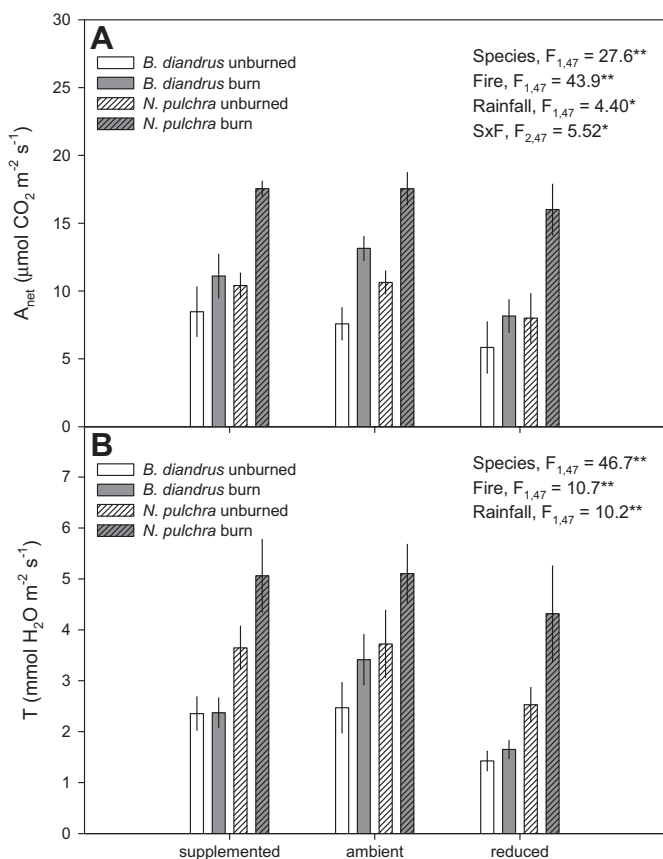 A
B. diandrus unburned
B. diandrus burn
N. pulchra unburned
N. pulchra burn
Species, F1,47 = 27.6**
Fire, F1,47 = 43.9**
Rainfall, F1,47 = 4.40*
SxF, F2,47 = 5.52*
30
25
20
15
10
5
0
Anet (μmol CO2 m-2 s-1)
B
B. diandrus unburned
B. diandrus burn
N. pulchra unburned
N. pulchra burn
Species, F1,47 = 46.7**
Fire, F1,47 = 10.7**
Rainfall, F1,47 = 10.2**
7
6
5
4
3
2
1
0
T (mmol H2O m-2 s-1)
supplemented ambient reduced